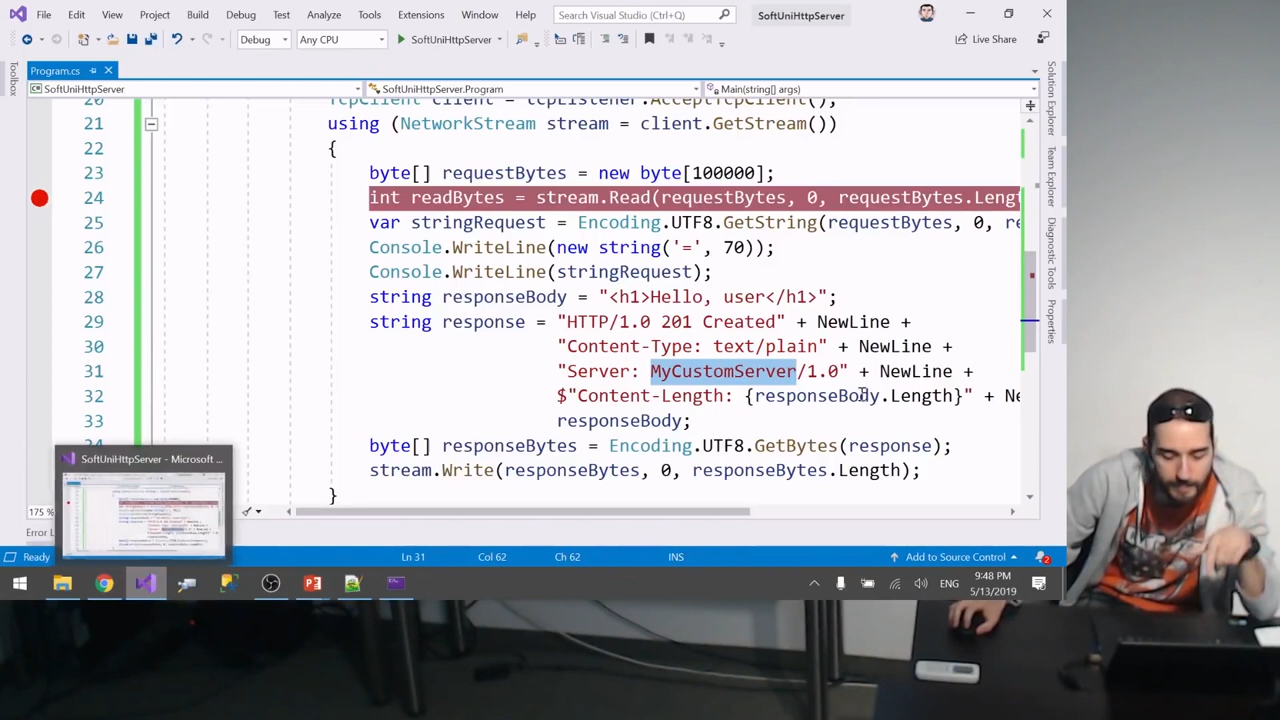 File Edit View Project Build Debug Test Analyze Tools Extensions Window Help Search Visual Studio (Ctrl+Q) SoftUniHttpServer
Debug Any CPU SoftUniHttpServer Live Share
Program.cs
SoftUniHttpServer SoftUniHttpServer.Program Main(string[] args)
20 TcpClient client = tcpListener.AcceptTcpClient();
21 using (NetworkStream stream = client.GetStream())
22 {
23 byte[] requestBytes = new byte[100000];
24 int readBytes = stream.Read(requestBytes, 0, requestBytes.Lengt
25 var stringRequest = Encoding.UTF8.GetString(requestBytes, 0, re
26 Console.WriteLine(new string('=', 70));
27 Console.WriteLine(stringRequest);
28 string responseBody = "<h1>Hello, user</h1>";
29 string response = "HTTP/1.0 201 Created" + NewLine +
30 "Content-Type: text/plain" + NewLine +
31 "Server: MyCustomServer/1.0" + NewLine +
32 $"Content-Length: {responseBody.Length}" + Ne
33 responseBody;
byte[] responseBytes = Encoding.UTF8.GetBytes(response);
stream.Write(responseBytes, 0, responseBytes.Length);
}
Toolbox
Solution Explorer
Team Explorer
Diagnostic Tools
Properties
SoftUniHttpServer - Microsoft ...
175 %
Error L
Ready Ln 31 Col 62 Ch 62 INS Add to Source Control 2
ENG 9:48 PM
5/13/2019